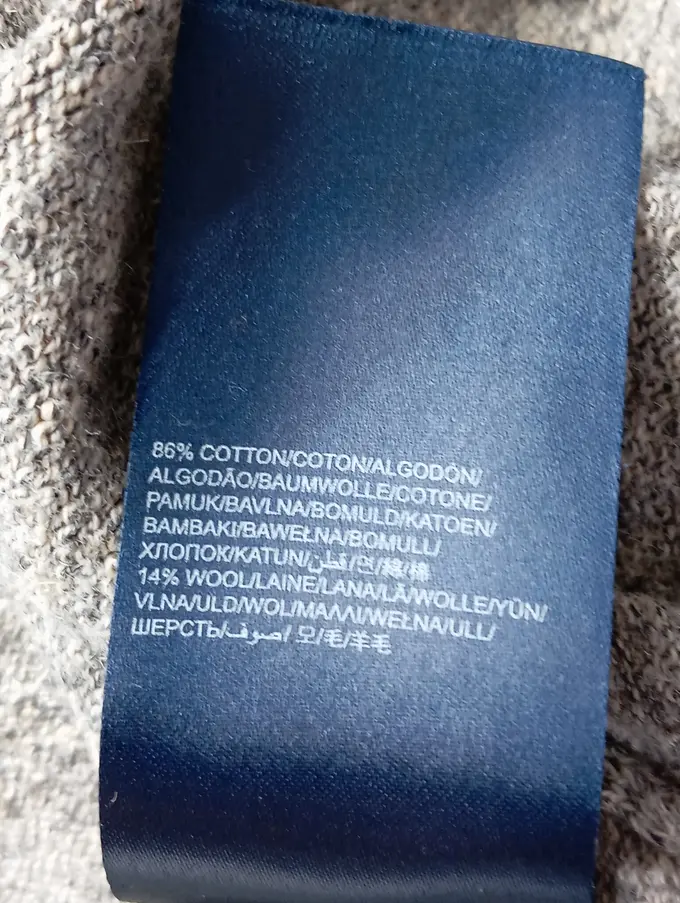 86% COTTON/COTON/ALGODÓN/
ALGODÃO/BAUMWOLLE/COTONE/
PAMUK/BAVLNA/BOMULD/KATOEN/
BAMBAKI/BAWEŁNA/BOMULL/
ХЛОПОК/KATUN/قطن/면/綿/棉
14% WOOL/LAINE/LANA/LÃ/WOLLE/YÜN/
VLNA/ULD/WOL/ΜΑΛΛΙ/WEŁNA/ULL/
ШЕРСТЬ/صوف/ 모/毛/羊毛